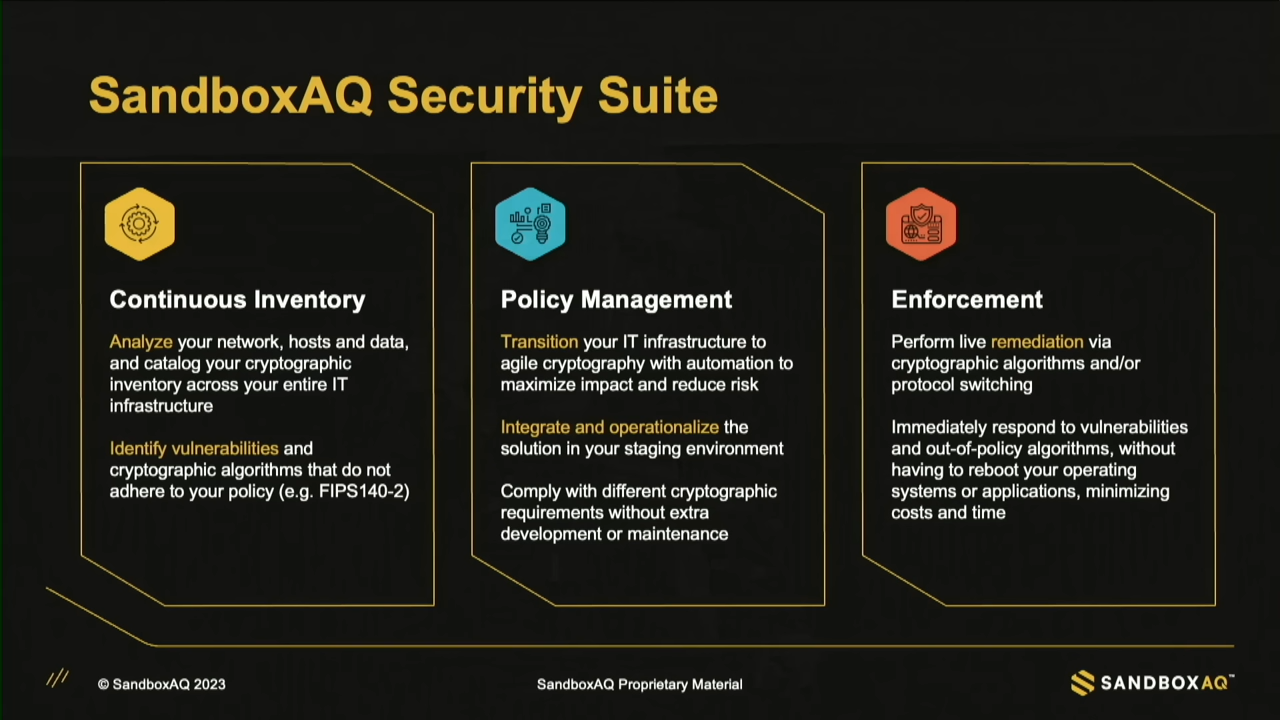 SandboxAQ Security Suite
Continuous Inventory
Analyze your network, hosts and data,
and catalog your cryptographic
inventory across your entire IT
infrastructure
Identify vulnerabilities and
cryptographic algorithms that do not
adhere to your policy (e.g. FIPS140-2)
Policy Management
Transition your IT infrastructure to
agile cryptography with automation to
maximize impact and reduce risk
Integrate and operationalize the
solution in your staging environment
Comply with different cryptographic
requirements without extra
development or maintenance
Enforcement
Perform live remediation via
cryptographic algorithms and/or
protocol switching
Immediately respond to vulnerabilities
and out-of-policy algorithms, without
having to reboot your operating
systems or applications, minimizing
costs and time
© SandboxAQ 2023
SandboxAQ Proprietary Material
SANDBOXAQ™